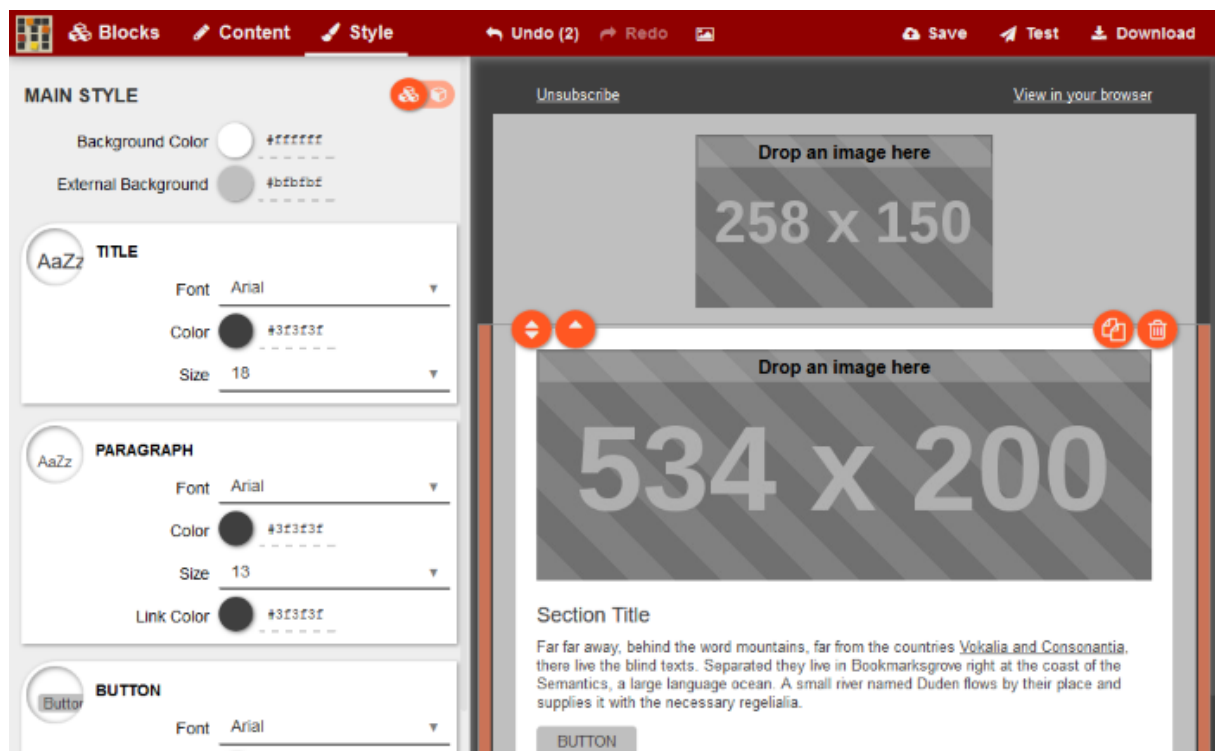 Blocks Content Style Undo (2) Redo Save Test Download
MAIN STYLE
Background Color #ffffff
External Background #bfbfbf
AaZz TITLE
Font Arial
Color #3f3f3f
Size 18
AaZz PARAGRAPH
Font Arial
Color #3f3f3f
Size 13
Link Color #3f3f3f
Button BUTTON
Font Arial
Unsubscribe View in your browser
Drop an image here
258 x 150
Drop an image here
534 x 200
Section Title
Far far away, behind the word mountains, far from the countries Vokalia and Consonantia,
there live the blind texts. Separated they live in Bookmarksgrove right at the coast of the
Semantics, a large language ocean. A small river named Duden flows by their place and
supplies it with the necessary regelialia.
BUTTON